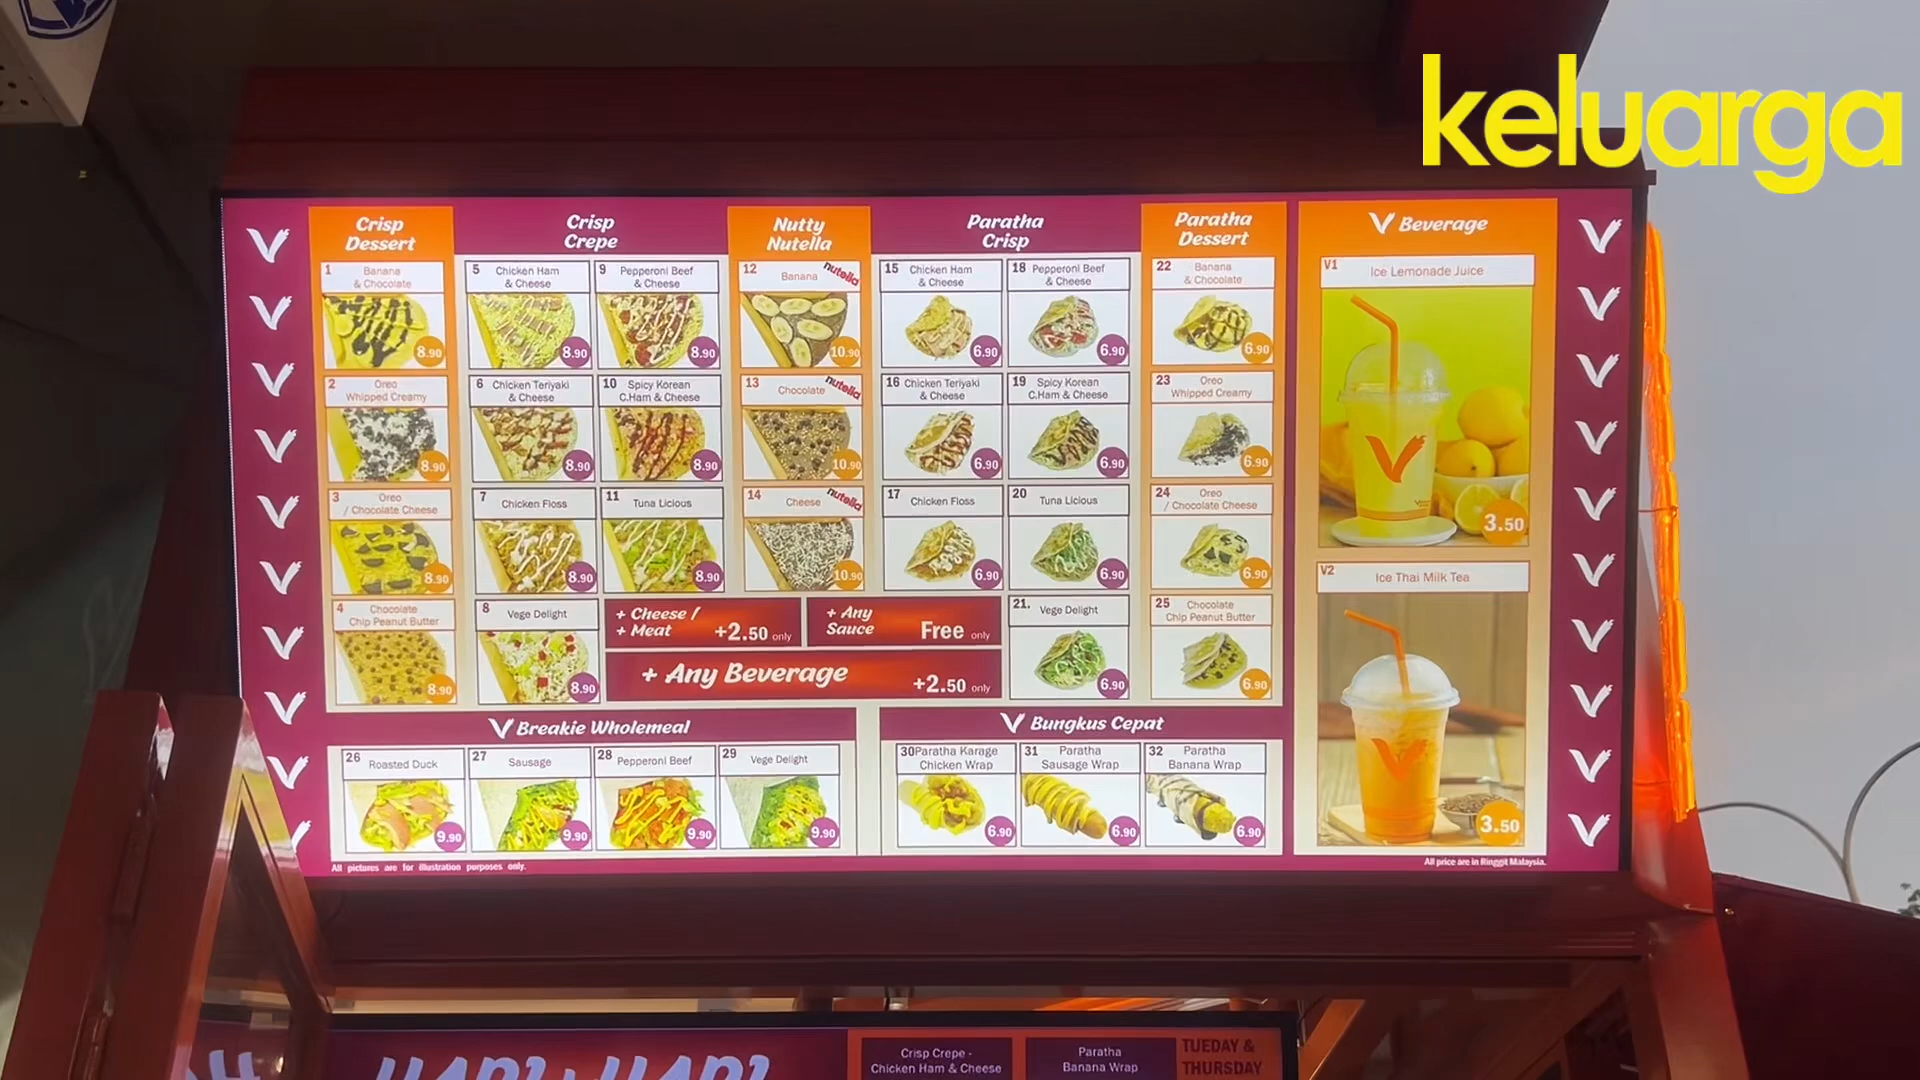 keluarga
Crisp
Dessert
1 Banana
& Chocolate
8.90
2 Oreo
Whipped Creamy
8.90
3 Oreo
/ Chocolate Cheese
8.90
4 Chocolate
Chip Peanut Butter
8.90
Crisp
Crepe
5 Chicken Ham
& Cheese
8.90
9 Pepperoni Beef
& Cheese
8.90
6 Chicken Teriyaki
& Cheese
8.90
10 Spicy Korean
C.Ham & Cheese
8.90
7 Chicken Floss
8.90
11 Tuna Licious
8.90
8 Vege Delight
8.90
Nutty
Nutella
12 Banana nutella
10.90
13 Chocolate nutella
10.90
14 Cheese nutella
10.90
+ Cheese /
+ Meat +2.50 only
+ Any
Sauce Free only
+ Any Beverage +2.50 only
Paratha
Crisp
15 Chicken Ham
& Cheese
6.90
18 Pepperoni Beef
& Cheese
6.90
16 Chicken Teriyaki
& Cheese
6.90
19 Spicy Korean
C.Ham & Cheese
6.90
17 Chicken Floss
6.90
20 Tuna Licious
6.90
21. Vege Delight
6.90
Paratha
Dessert
22 Banana
& Chocolate
6.90
23 Oreo
Whipped Creamy
6.90
24 Oreo
/ Chocolate Cheese
6.90
25 Chocolate
Chip Peanut Butter
6.90
V Beverage
V1 Ice Lemonade Juice
3.50
V2 Ice Thai Milk Tea
3.50
V Breakie Wholemeal
26 Roasted Duck
9.90
27 Sausage
9.90
28 Pepperoni Beef
9.90
29 Vege Delight
9.90
V Bungkus Cepat
30 Paratha Karage
Chicken Wrap
6.90
31 Paratha
Sausage Wrap
6.90
32 Paratha
Banana Wrap
6.90
All pictures are for illustration purposes only.
All price are in Ringgit Malaysia.
Crisp Crepe -
Chicken Ham & Cheese
Paratha
Banana Wrap
TUEDAY &
THURSDAY